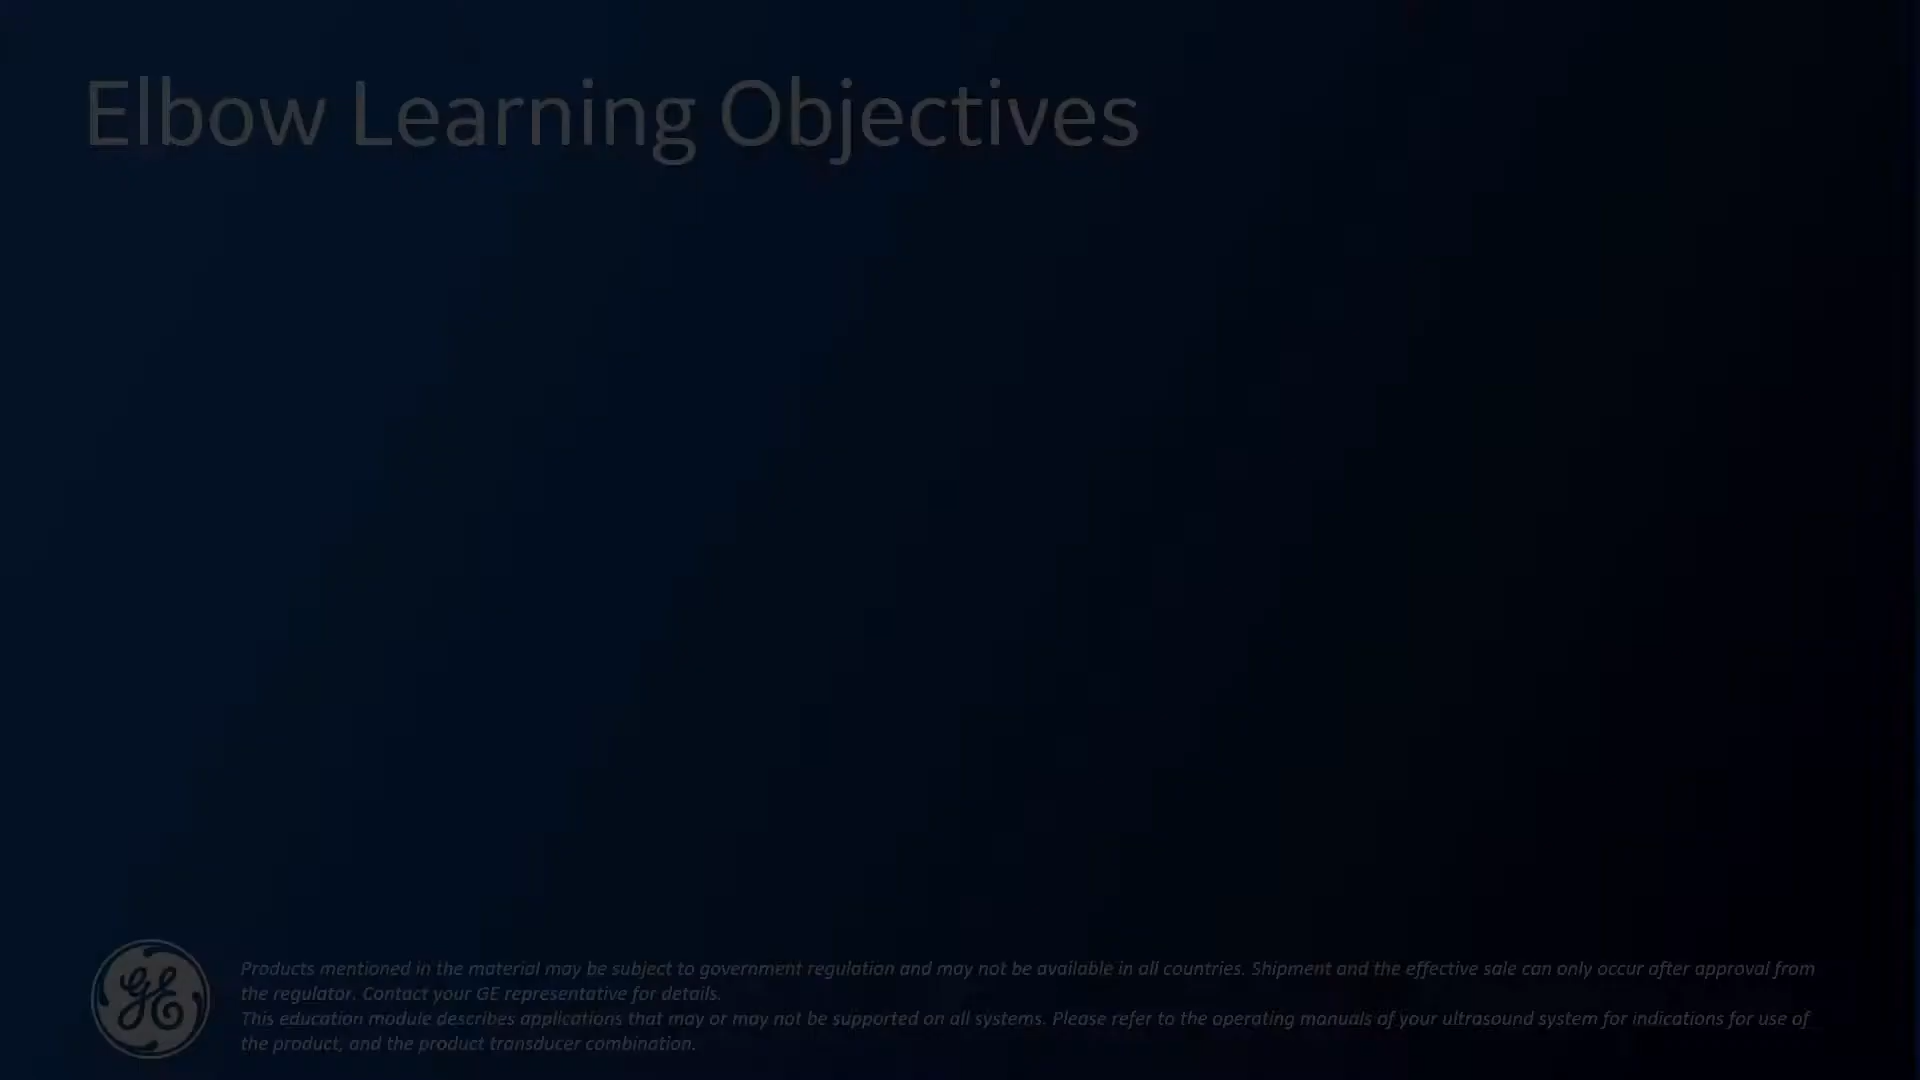 Elbow Learning Objectives
GE
Products mentioned in the material may be subject to government regulation and may not be available in all countries. Shipment and the effective sale can only occur after approval from
the regulator. Contact your GE representative for details.
This education module describes applications that may or may not be supported on all systems. Please refer to the operating manuals of your ultrasound system for indications for use of
the product, and the product transducer combination.